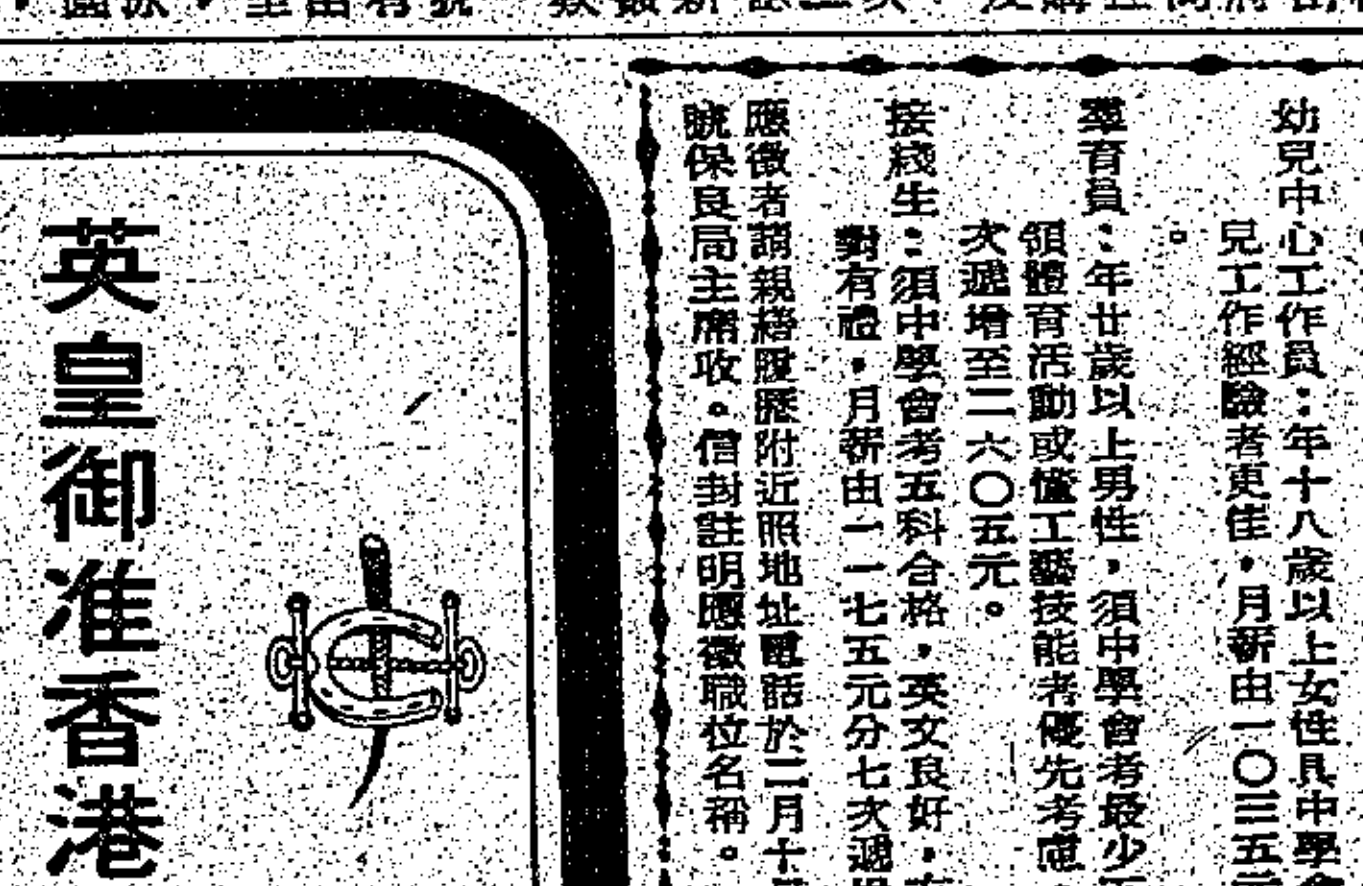 幼兒中心工作員：年十八歲以上女性具中學
兒工作經驗者更佳，月薪由一〇三五
。
羣育員：年廿歲以上男性，須中學會考最少
領體育活動或懂工藝技能者優先考慮
次遞增至二六〇五元。
接綫生：須中學會考五科合格，英文良好，
對有禮，月薪由一一七五元分七次遞
應徵者請親繕履歷附近照地址電話於二月十
號保良局主席收。信封註明應徵職位名稱。
英皇御准香港